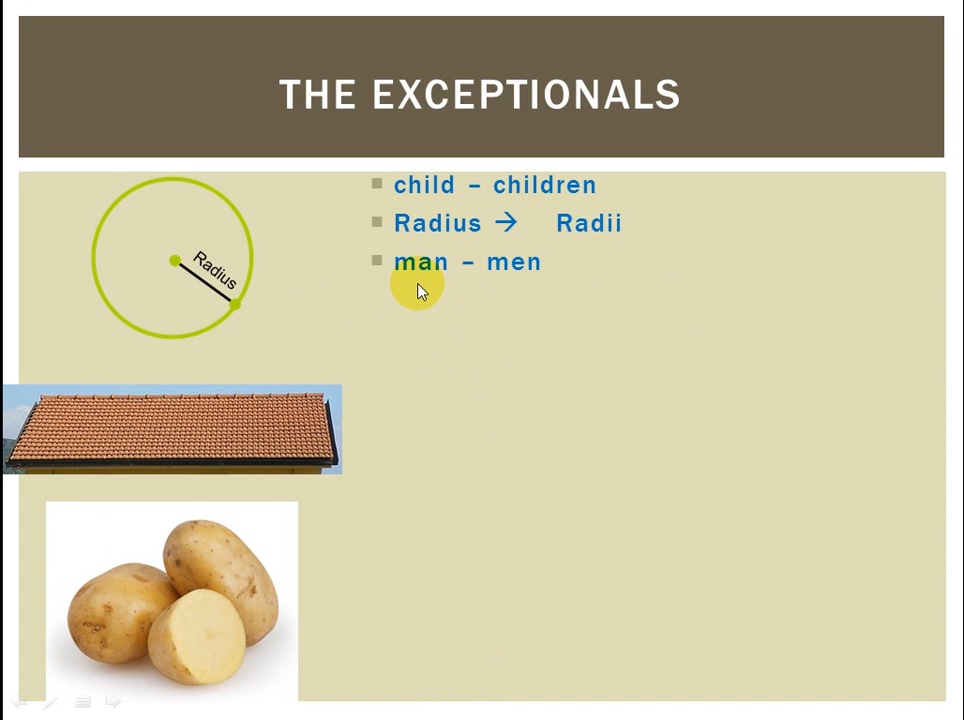 THE EXCEPTIONALS
child – children
Radius → Radii
man – men
Radius